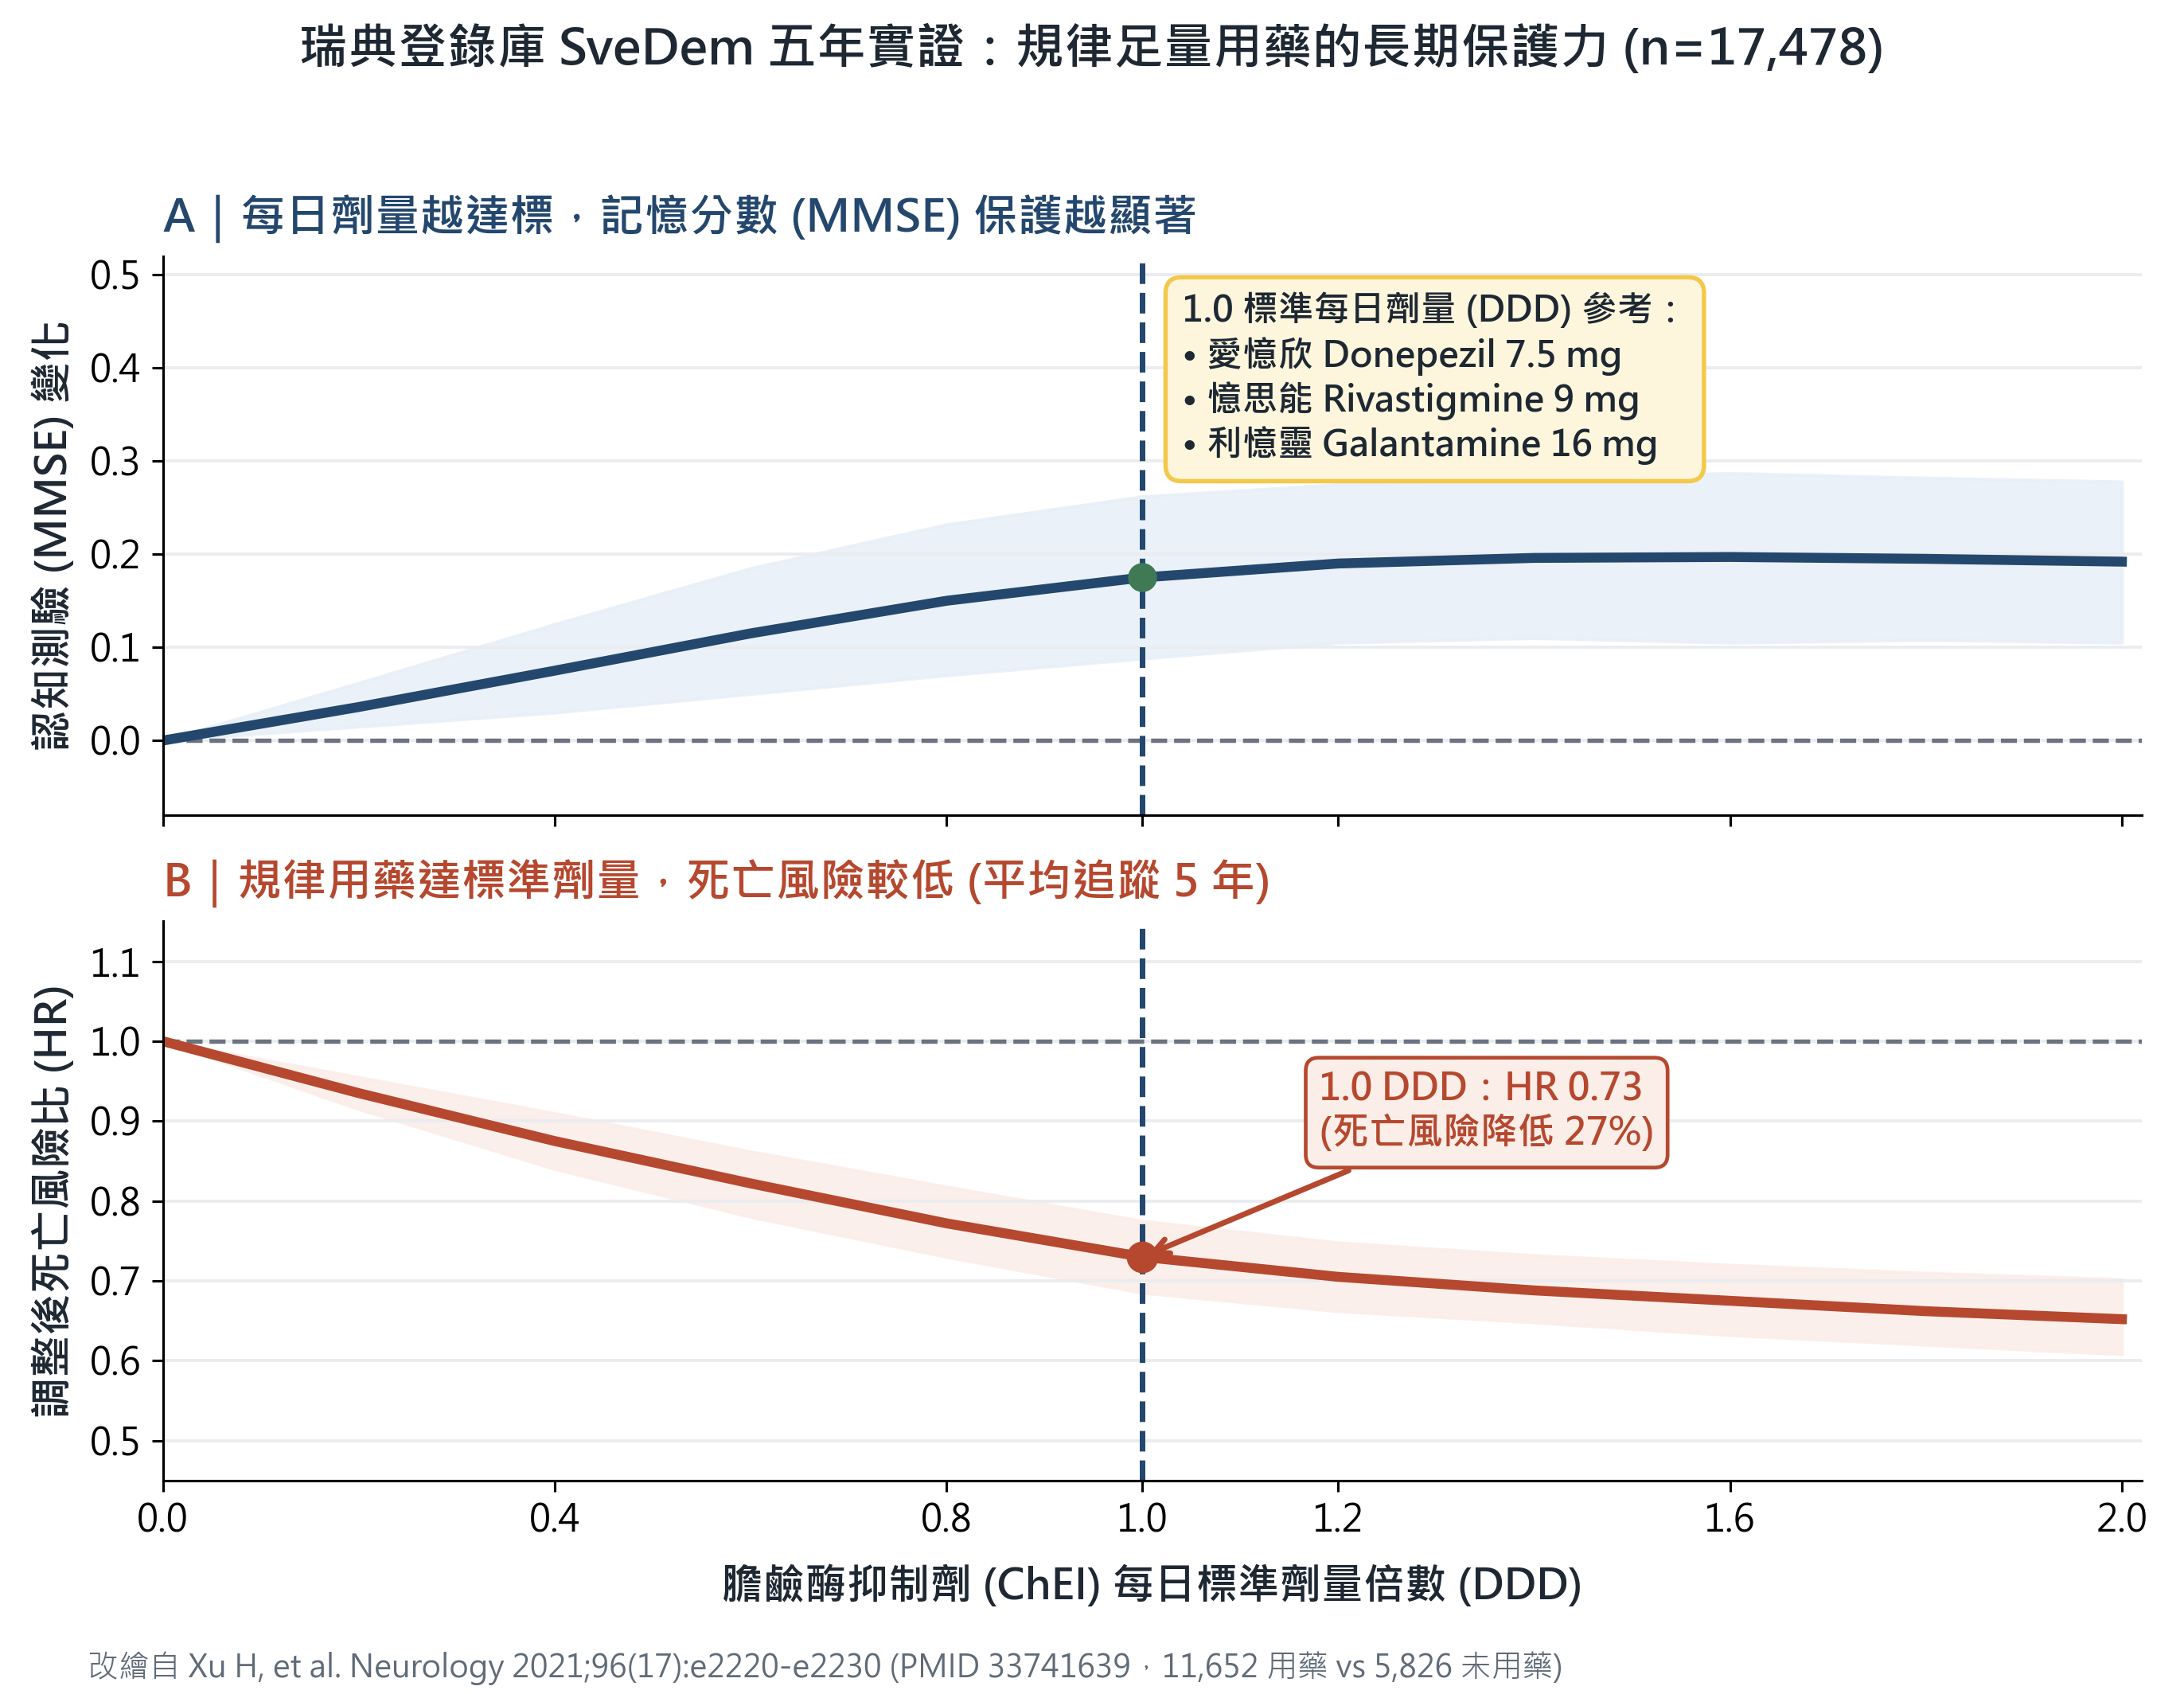 瑞典登錄庫 SveDem 五年實證：規律足量用藥的長期保護力 (n=17,478)
A｜每日劑量越達標，記憶分數 (MMSE) 保護越顯著
認知測驗 (MMSE) 變化
0.5
0.4
0.3
0.2
0.1
0.0
1.0 標準每日劑量 (DDD) 參考：
• 愛憶欣 Donepezil 7.5 mg
• 憶思能 Rivastigmine 9 mg
• 利憶靈 Galantamine 16 mg
B｜規律用藥達標準劑量，死亡風險較低 (平均追蹤 5 年)
調整後死亡風險比 (HR)
1.1
1.0
0.9
0.8
0.7
0.6
0.5
1.0 DDD：HR 0.73
(死亡風險降低 27%)
0.0 0.4 0.8 1.0 1.2 1.6 2.0
膽鹼酶抑制劑 (ChEI) 每日標準劑量倍數 (DDD)
改繪自 Xu H, et al. Neurology 2021;96(17):e2220-e2230 (PMID 33741639，11,652 用藥 vs 5,826 未用藥)